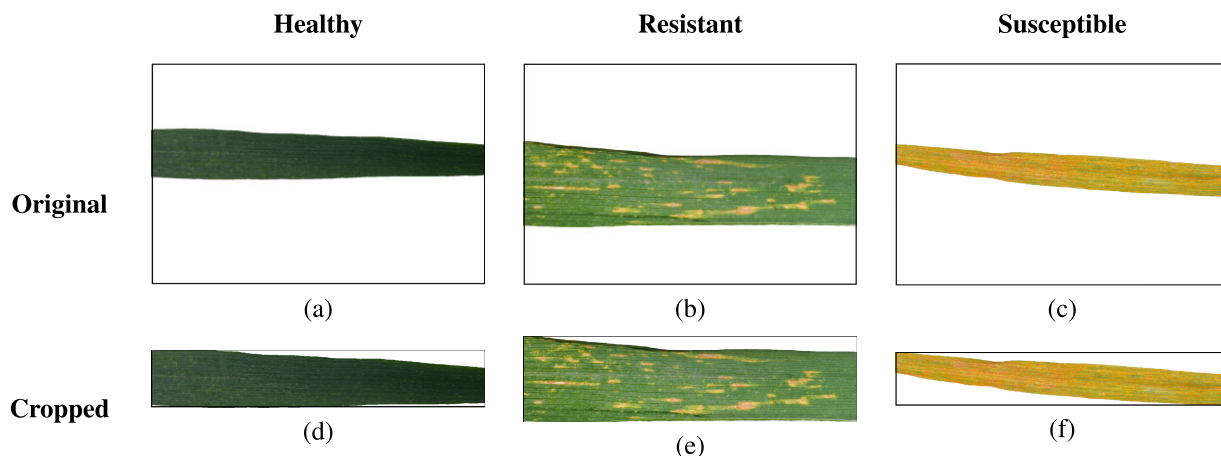 Healthy Resistant Susceptible
Original
(a) (b) (c)
Cropped
(d) (e) (f)